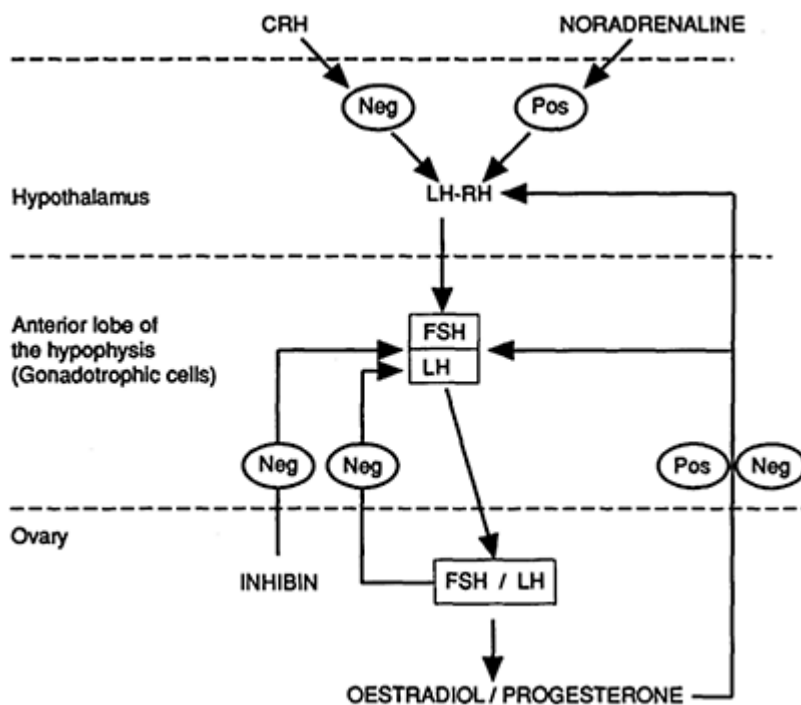 CRH NORADRENALINE
Neg Pos
Hypothalamus LH-RH
Anterior lobe of
the hypophysis
(Gonadotrophic cells)
FSH
LH
Neg Neg Pos Neg
Ovary
INHIBIN FSH / LH
OESTRADIOL / PROGESTERONE